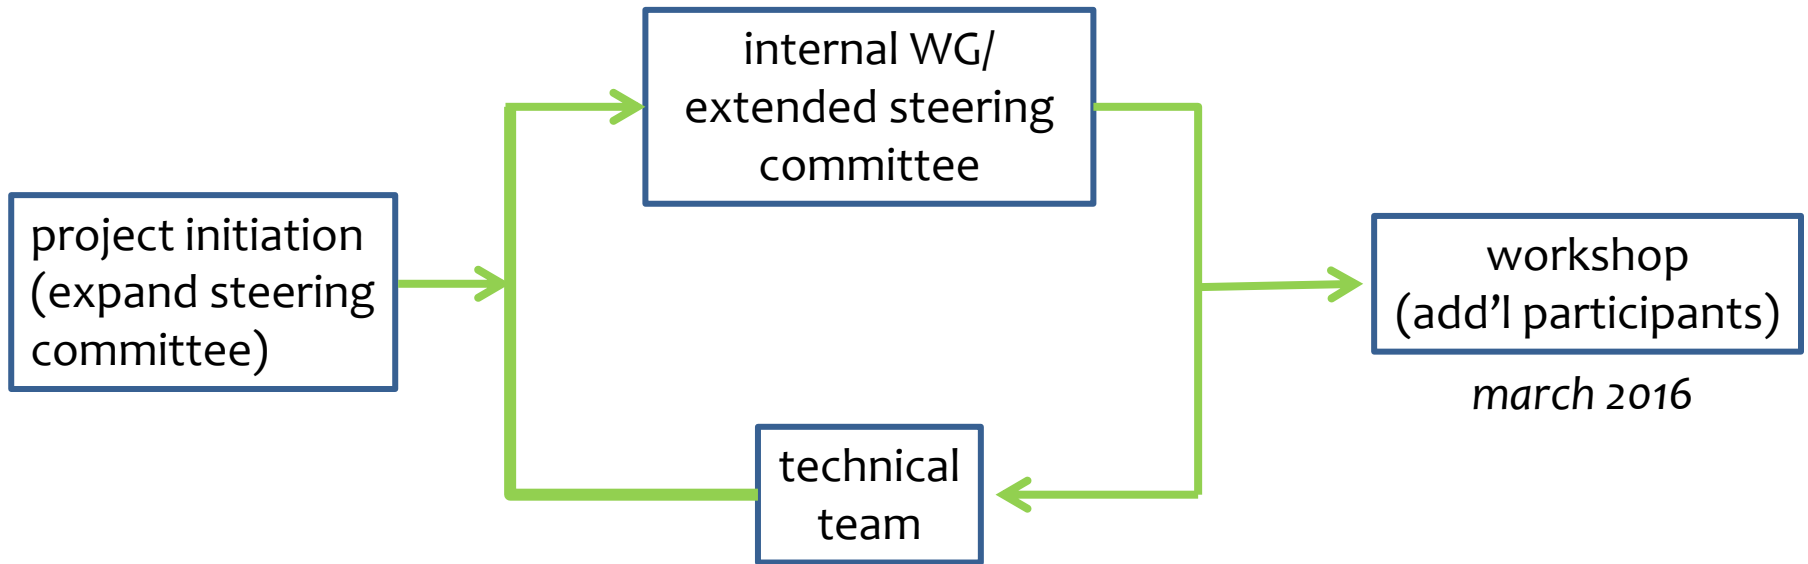 internal WG/
extended steering
committee
project initiation
(expand steering
committee)
workshop
(add’l participants)
march 2016
technical
team